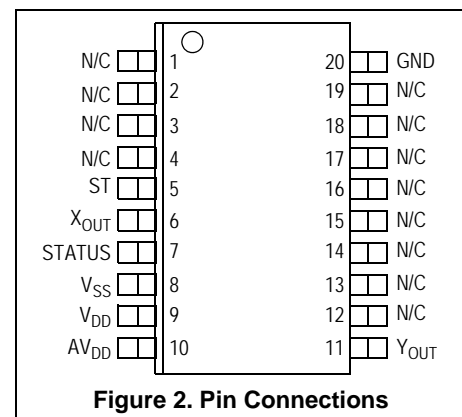 N/C 1 20 GND
N/C 2 19 N/C
N/C 3 18 N/C
N/C 4 17 N/C
ST 5 16 N/C
XOUT 6 15 N/C
STATUS 7 14 N/C
VSS 8 13 N/C
VDD 9 12 N/C
AVDD 10 11 YOUT
Figure 2. Pin Connections